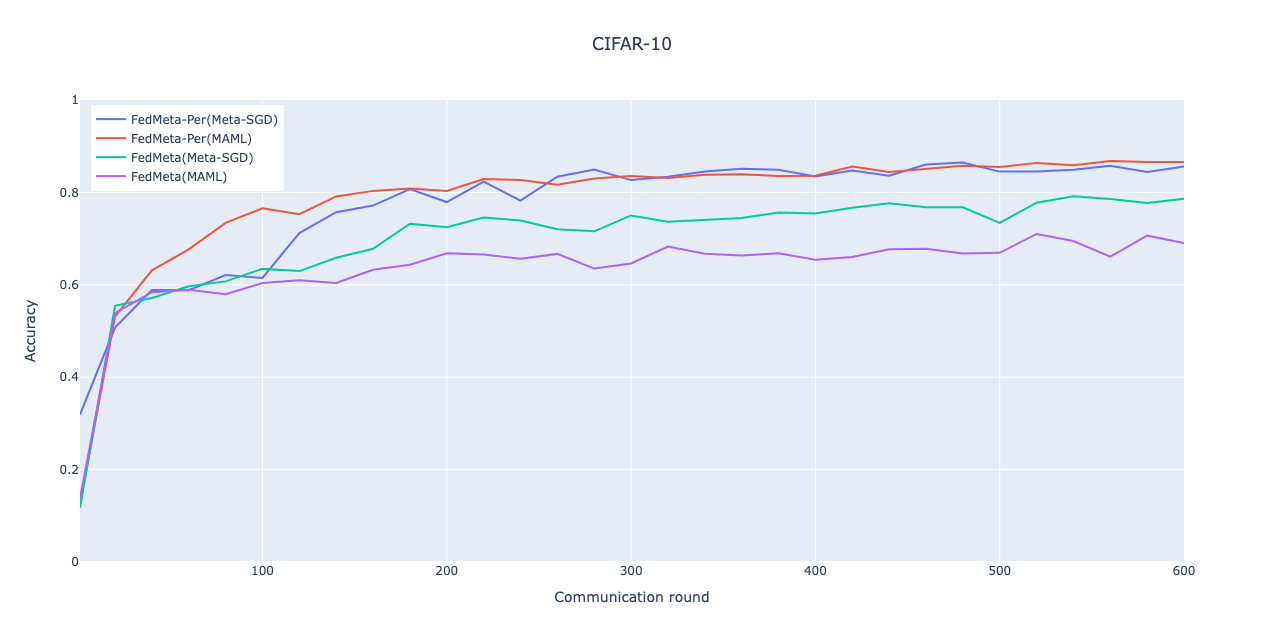 CIFAR-10
1
0.8
0.6
0.4
0.2
0
Accuracy
FedMeta-Per(Meta-SGD)
FedMeta-Per(MAML)
FedMeta(Meta-SGD)
FedMeta(MAML)
100 200 300 400 500 600
Communication round